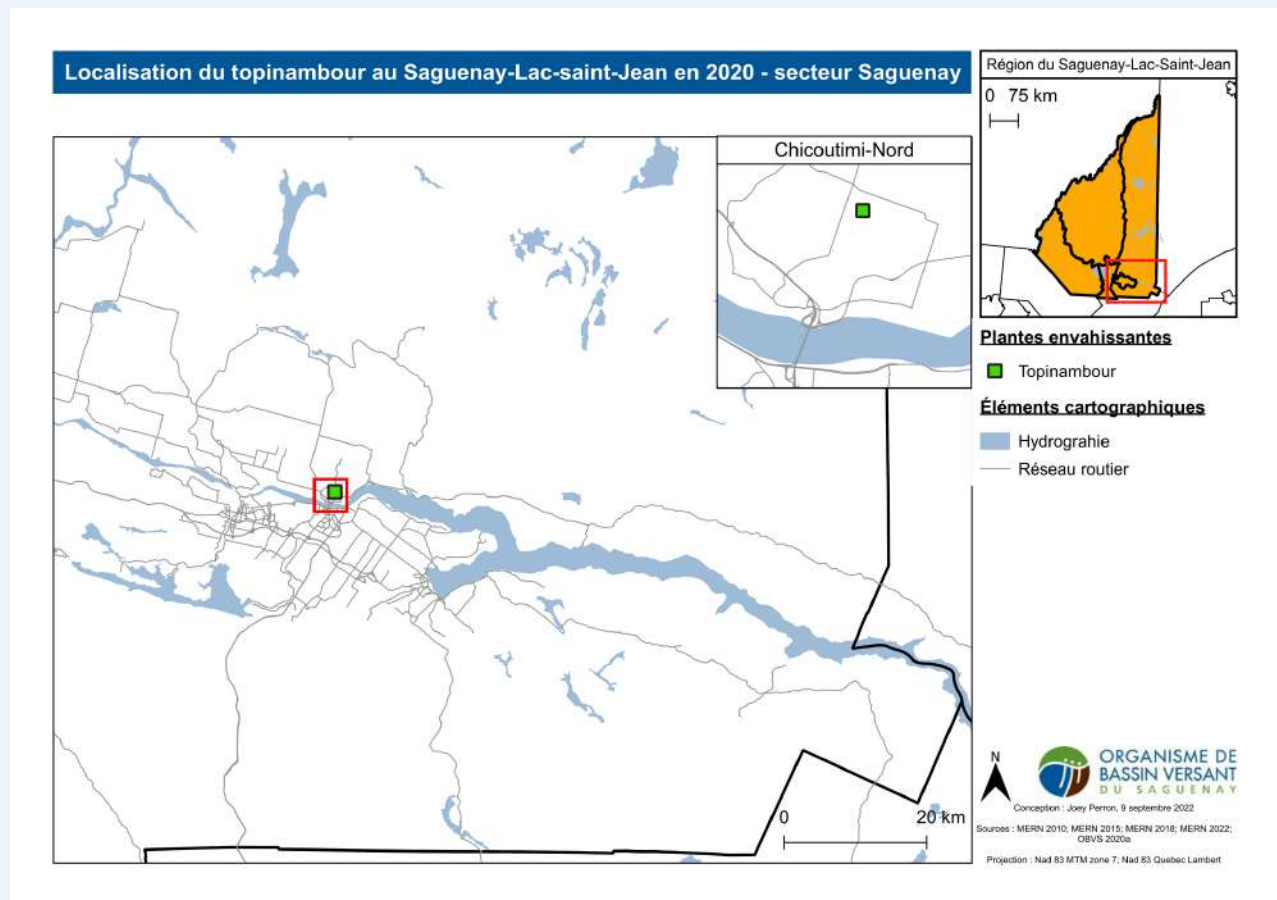 Localisation du topinambour au Saguenay-Lac-saint-Jean en 2020 - secteur Saguenay
Région du Saguenay-Lac-Saint-Jean
0 75 km
Chicoutimi-Nord
Plantes envahissantes
Topinambour
Éléments cartographiques
Hydrograhie
Réseau routier
0 20 km
N
ORGANISME DE
BASSIN VERSANT
DU SAGUENAY
Conception : Joey Perron, 9 septembre 2022
Sources : MERN 2010; MERN 2015; MERN 2018; MERN 2022;
OBVS 2020a
Projection : Nad 83 MTM zone 7; Nad 83 Quebec Lambert